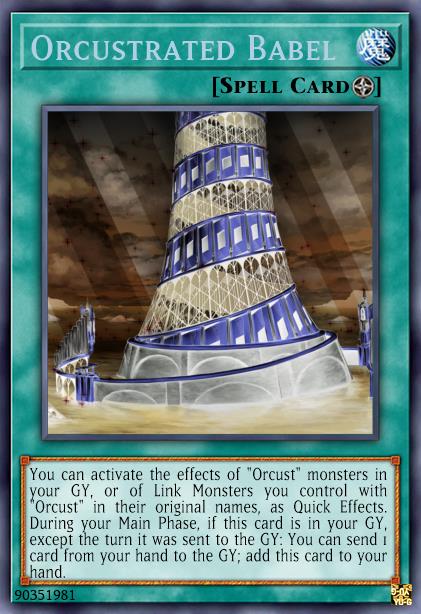 Orcustrated Babel
[Spell Card]
You can activate the effects of "Orcust" monsters in
your GY, or of Link Monsters you control with
"Orcust" in their original names, as Quick Effects.
During your Main Phase, if this card is in your GY,
except the turn it was sent to the GY: You can send 1
card from your hand to the GY; add this card to your
hand.
90351981